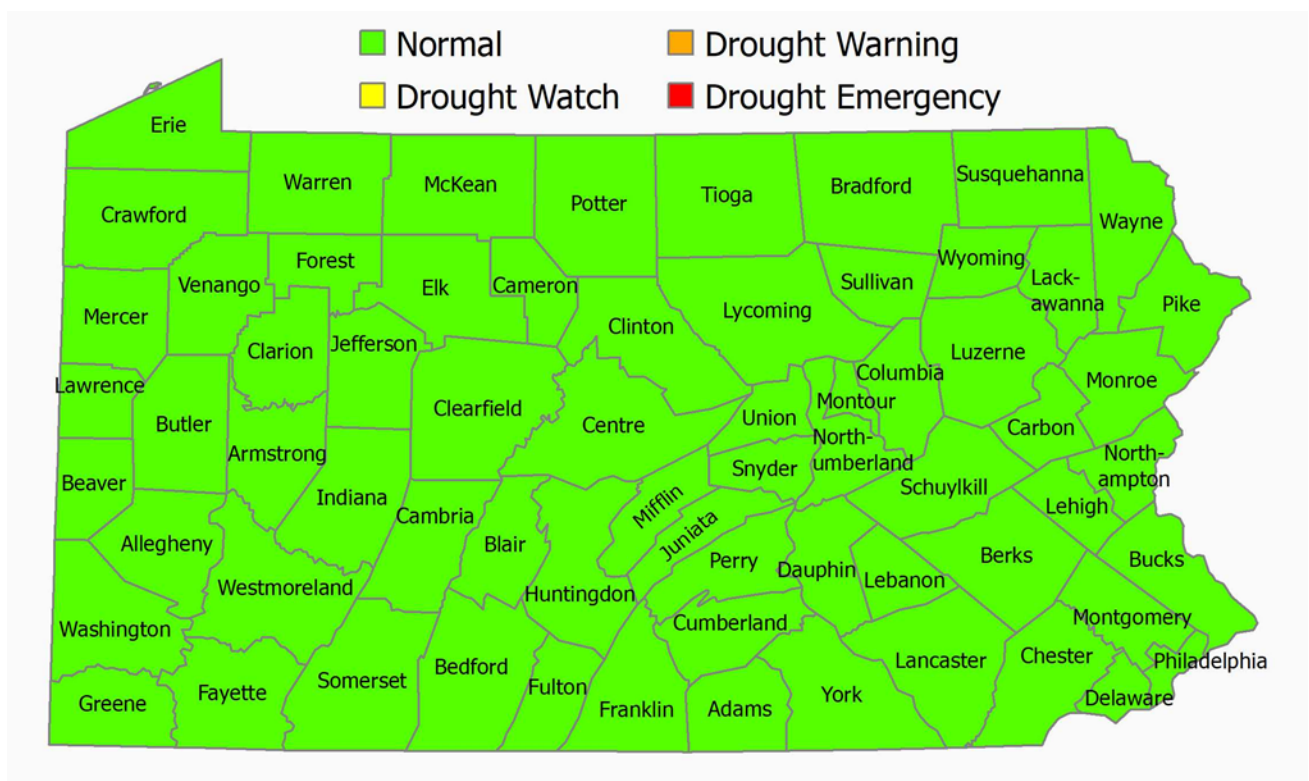 Normal
Drought Warning
Drought Watch
Drought Emergency
Erie
Warren
McKean
Potter
Tioga
Bradford
Susquehanna
Wayne
Crawford
Forest
Venango
Elk
Cameron
Sullivan
Wyoming
Lack-
awanna
Pike
Mercer
Clarion
Jefferson
Clinton
Lycoming
Luzerne
Columbia
Monroe
Lawrence
Butler
Clearfield
Centre
Union
Montour
Carbon
Armstrong
Snyder
North-
umberland
North-
ampton
Beaver
Indiana
Cambria
Mifflin
Schuylkill
Lehigh
Allegheny
Blair
Juniata
Perry
Dauphin
Lebanon
Berks
Bucks
Westmoreland
Huntingdon
Cumberland
Montgomery
Washington
Lancaster
Chester
Philadelphia
Greene
Fayette
Somerset
Bedford
Fulton
Franklin
Adams
York
Delaware